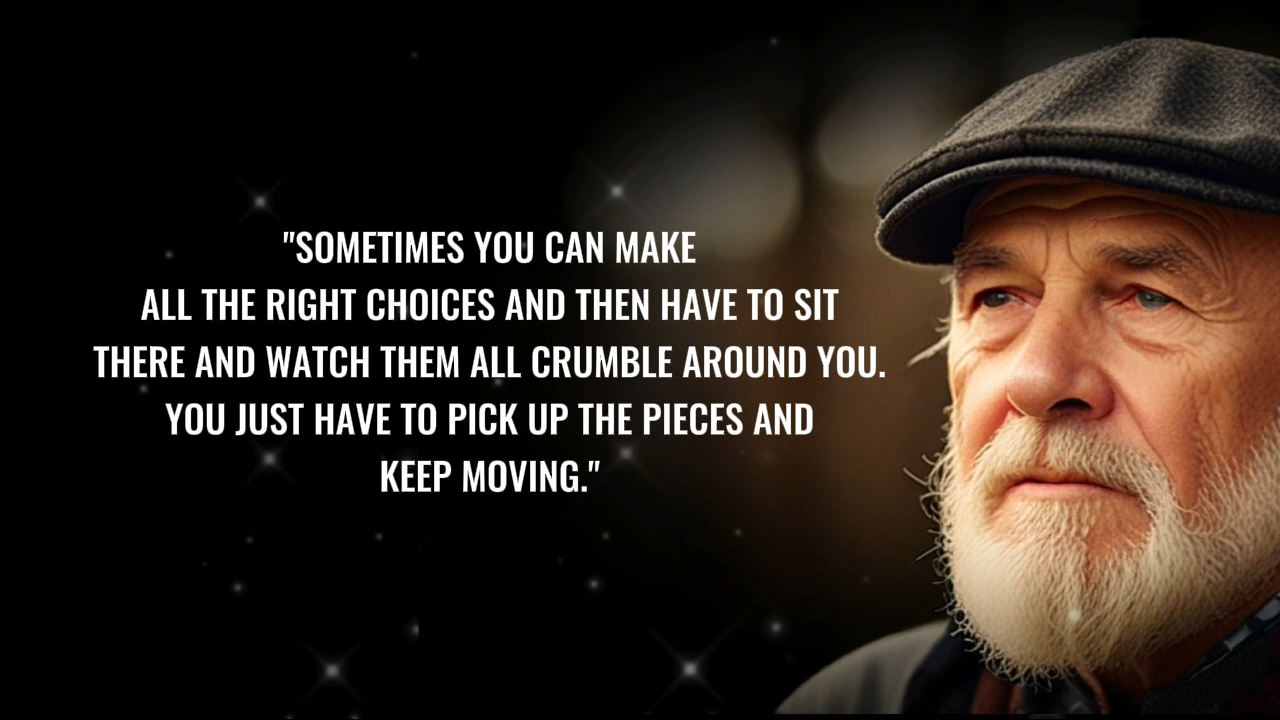 "SOMETIMES YOU CAN MAKE
ALL THE RIGHT CHOICES AND THEN HAVE TO SIT
THERE AND WATCH THEM ALL CRUMBLE AROUND YOU.
YOU JUST HAVE TO PICK UP THE PIECES AND
KEEP MOVING."